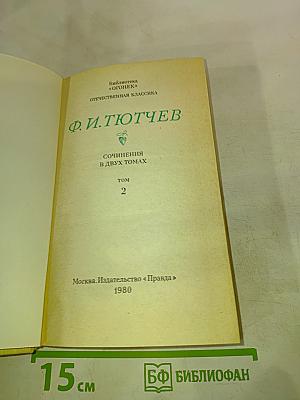 Библиотека
«ОГОНЕК»
ОТЕЧЕСТВЕННАЯ КЛАССИКА
Ф. И. ТЮТЧЕВ
СОЧИНЕНИЯ
В ДВУХ ТОМАХ
ТОМ
2
Москва. Издательство «Правда»
1980
15 см
БФ БИБЛИОФАН